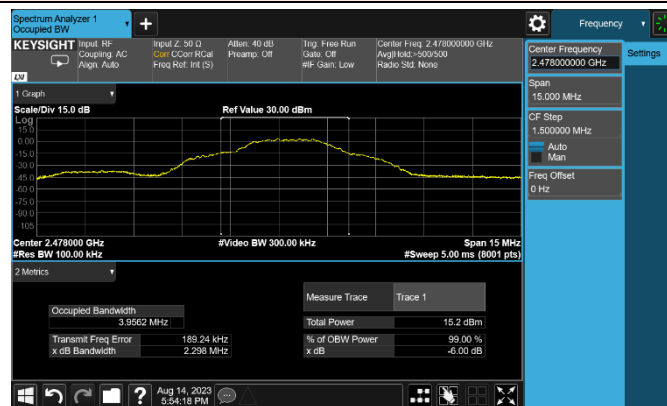 Spectrum Analyzer 1
Occupied BW
+
Frequency
KEYSIGHT
Input: RF
Coupling: AC
Align: Auto
Input Z: 50 Ω
Corr CCorr RCal
Freq Ref: Int (S)
Atten: 40 dB
Preamp: Off
Trig: Free Run
Gate: Off
#IF Gain: Low
Center Freq: 2.478000000 GHz
Avg|Hold:>500/500
Radio Std: None
LXI
Center Frequency
2.478000000 GHz
Settings
Span
15.000 MHz
CF Step
1.500000 MHz
Auto
Man
Freq Offset
0 Hz
1 Graph
Scale/Div 15.0 dB
Ref Value 30.00 dBm
Log
15.0
0.00
-15.0
-30.0
-45.0
-60.0
-75.0
-90.0
-105
Center 2.478000 GHz
#Video BW 300.00 kHz
Span 15 MHz
#Res BW 100.00 kHz
#Sweep 5.00 ms (8001 pts)
2 Metrics
Measure Trace
Trace 1
Occupied Bandwidth
3.9562 MHz
Total Power
15.2 dBm
Transmit Freq Error
189.24 kHz
% of OBW Power
99.00 %
x dB Bandwidth
2.298 MHz
x dB
-6.00 dB
?
Aug 14, 2023
5:54:18 PM